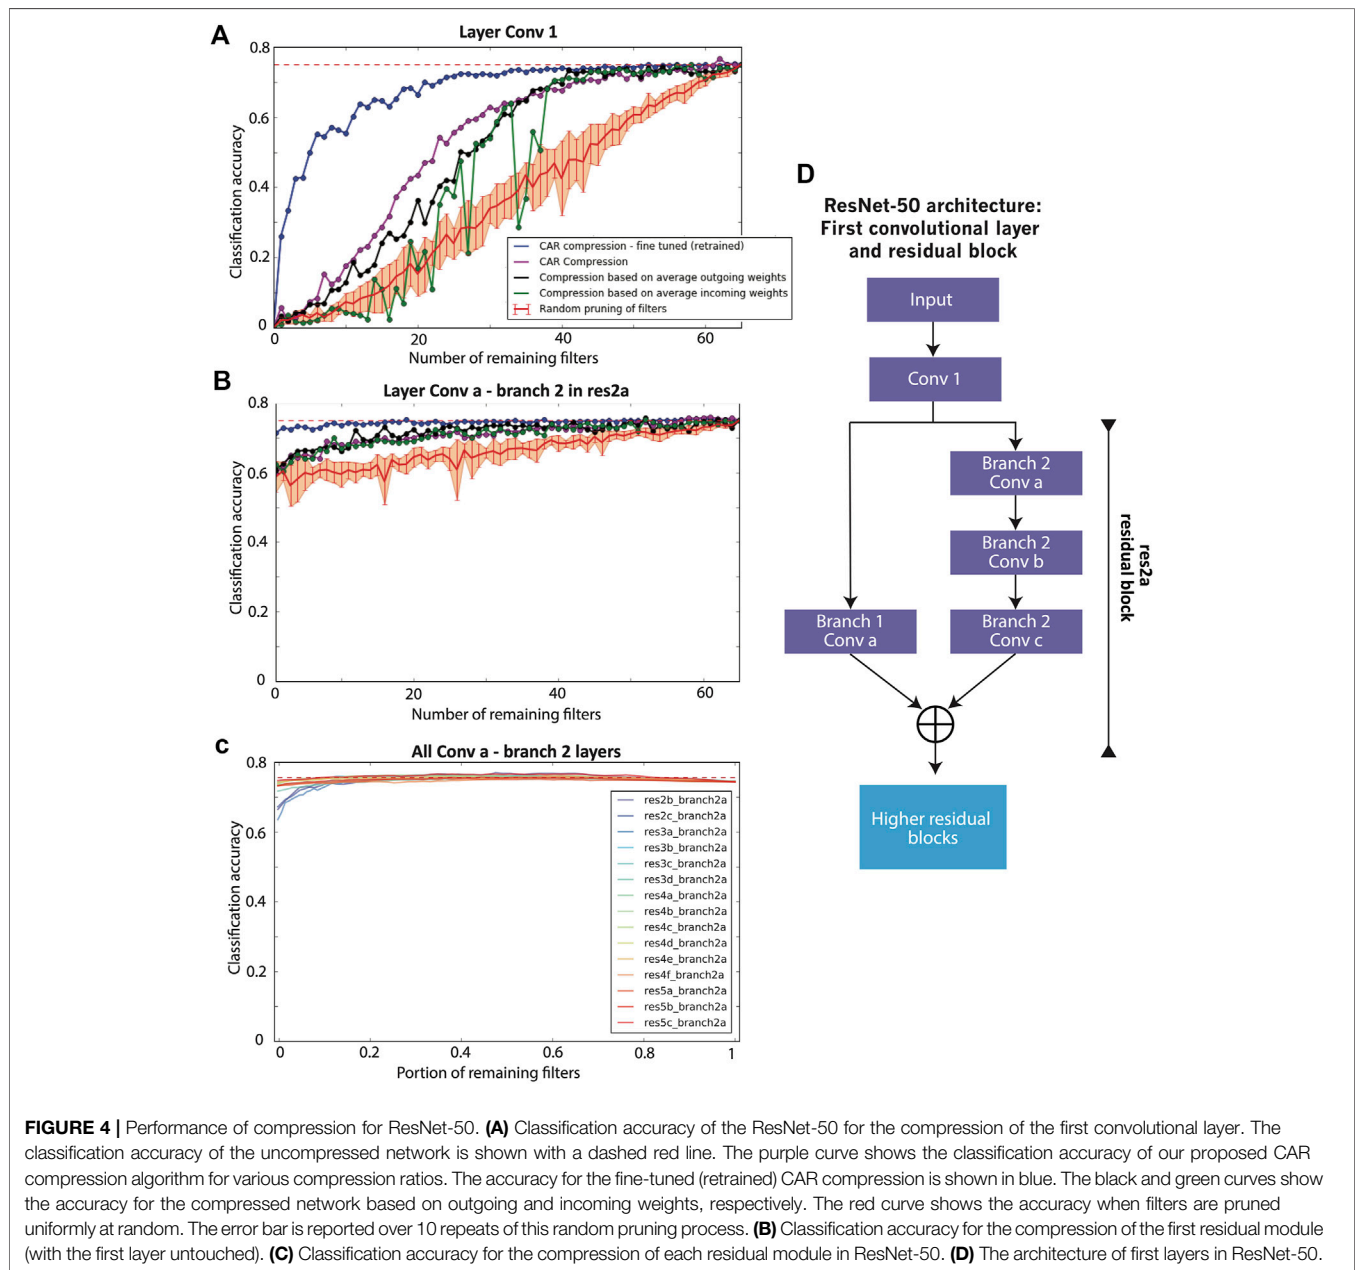 A
Layer Conv 1
0.8
0.6
0.4
0.2
0
20
40
60
Classification accuracy
Number of remaining filters
CAR compression - fine tuned (retrained)
CAR Compression
Compression based on average outgoing weights
Compression based on average incoming weights
Random pruning of filters
B
Layer Conv a - branch 2 in res2a
0.8
0.6
0.4
0.2
0
0
20
40
60
Classification accuracy
Number of remaining filters
c
All Conv a - branch 2 layers
0.8
0.6
0.4
0.2
0
0
0.2
0.4
0.6
0.8
1
Classification accuracy
Portion of remaining filters
res2b_branch2a
res2c_branch2a
res3a_branch2a
res3b_branch2a
res3c_branch2a
res3d_branch2a
res4a_branch2a
res4b_branch2a
res4c_branch2a
res4d_branch2a
res4e_branch2a
res4f_branch2a
res5a_branch2a
res5b_branch2a
res5c_branch2a
D
ResNet-50 architecture:
First convolutional layer
and residual block
Input
Conv 1
Branch 2
Conv a
Branch 2
Conv b
Branch 1
Conv a
Branch 2
Conv c
res2a
residual block
Higher residual
blocks
FIGURE 4 | Performance of compression for ResNet-50. (A) Classification accuracy of the ResNet-50 for the compression of the first convolutional layer. The
classification accuracy of the uncompressed network is shown with a dashed red line. The purple curve shows the classification accuracy of our proposed CAR
compression algorithm for various compression ratios. The accuracy for the fine-tuned (retrained) CAR compression is shown in blue. The black and green curves show
the accuracy for the compressed network based on outgoing and incoming weights, respectively. The red curve shows the accuracy when filters are pruned
uniformly at random. The error bar is reported over 10 repeats of this random pruning process. (B) Classification accuracy for the compression of the first residual module
(with the first layer untouched). (C) Classification accuracy for the compression of each residual module in ResNet-50. (D) The architecture of first layers in ResNet-50.